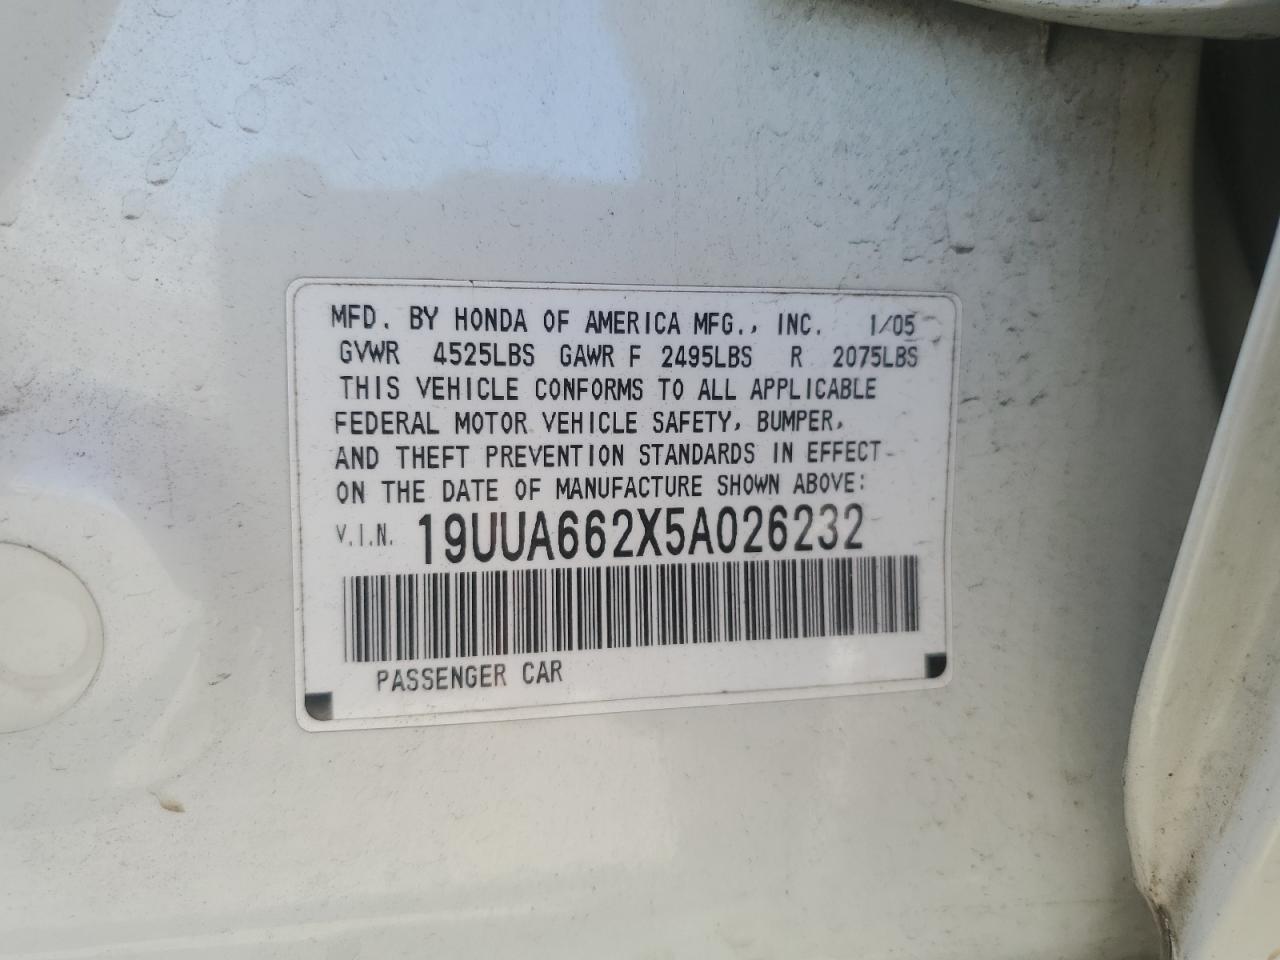 MFD. BY HONDA OF AMERICA MFG., INC. 1/05
GVWR 4525LBS GAWR F 2495LBS R 2075LBS
THIS VEHICLE CONFORMS TO ALL APPLICABLE
FEDERAL MOTOR VEHICLE SAFETY, BUMPER,
AND THEFT PREVENTION STANDARDS IN EFFECT
ON THE DATE OF MANUFACTURE SHOWN ABOVE:
V.I.N. 19UUA662X5A026232
PASSENGER CAR